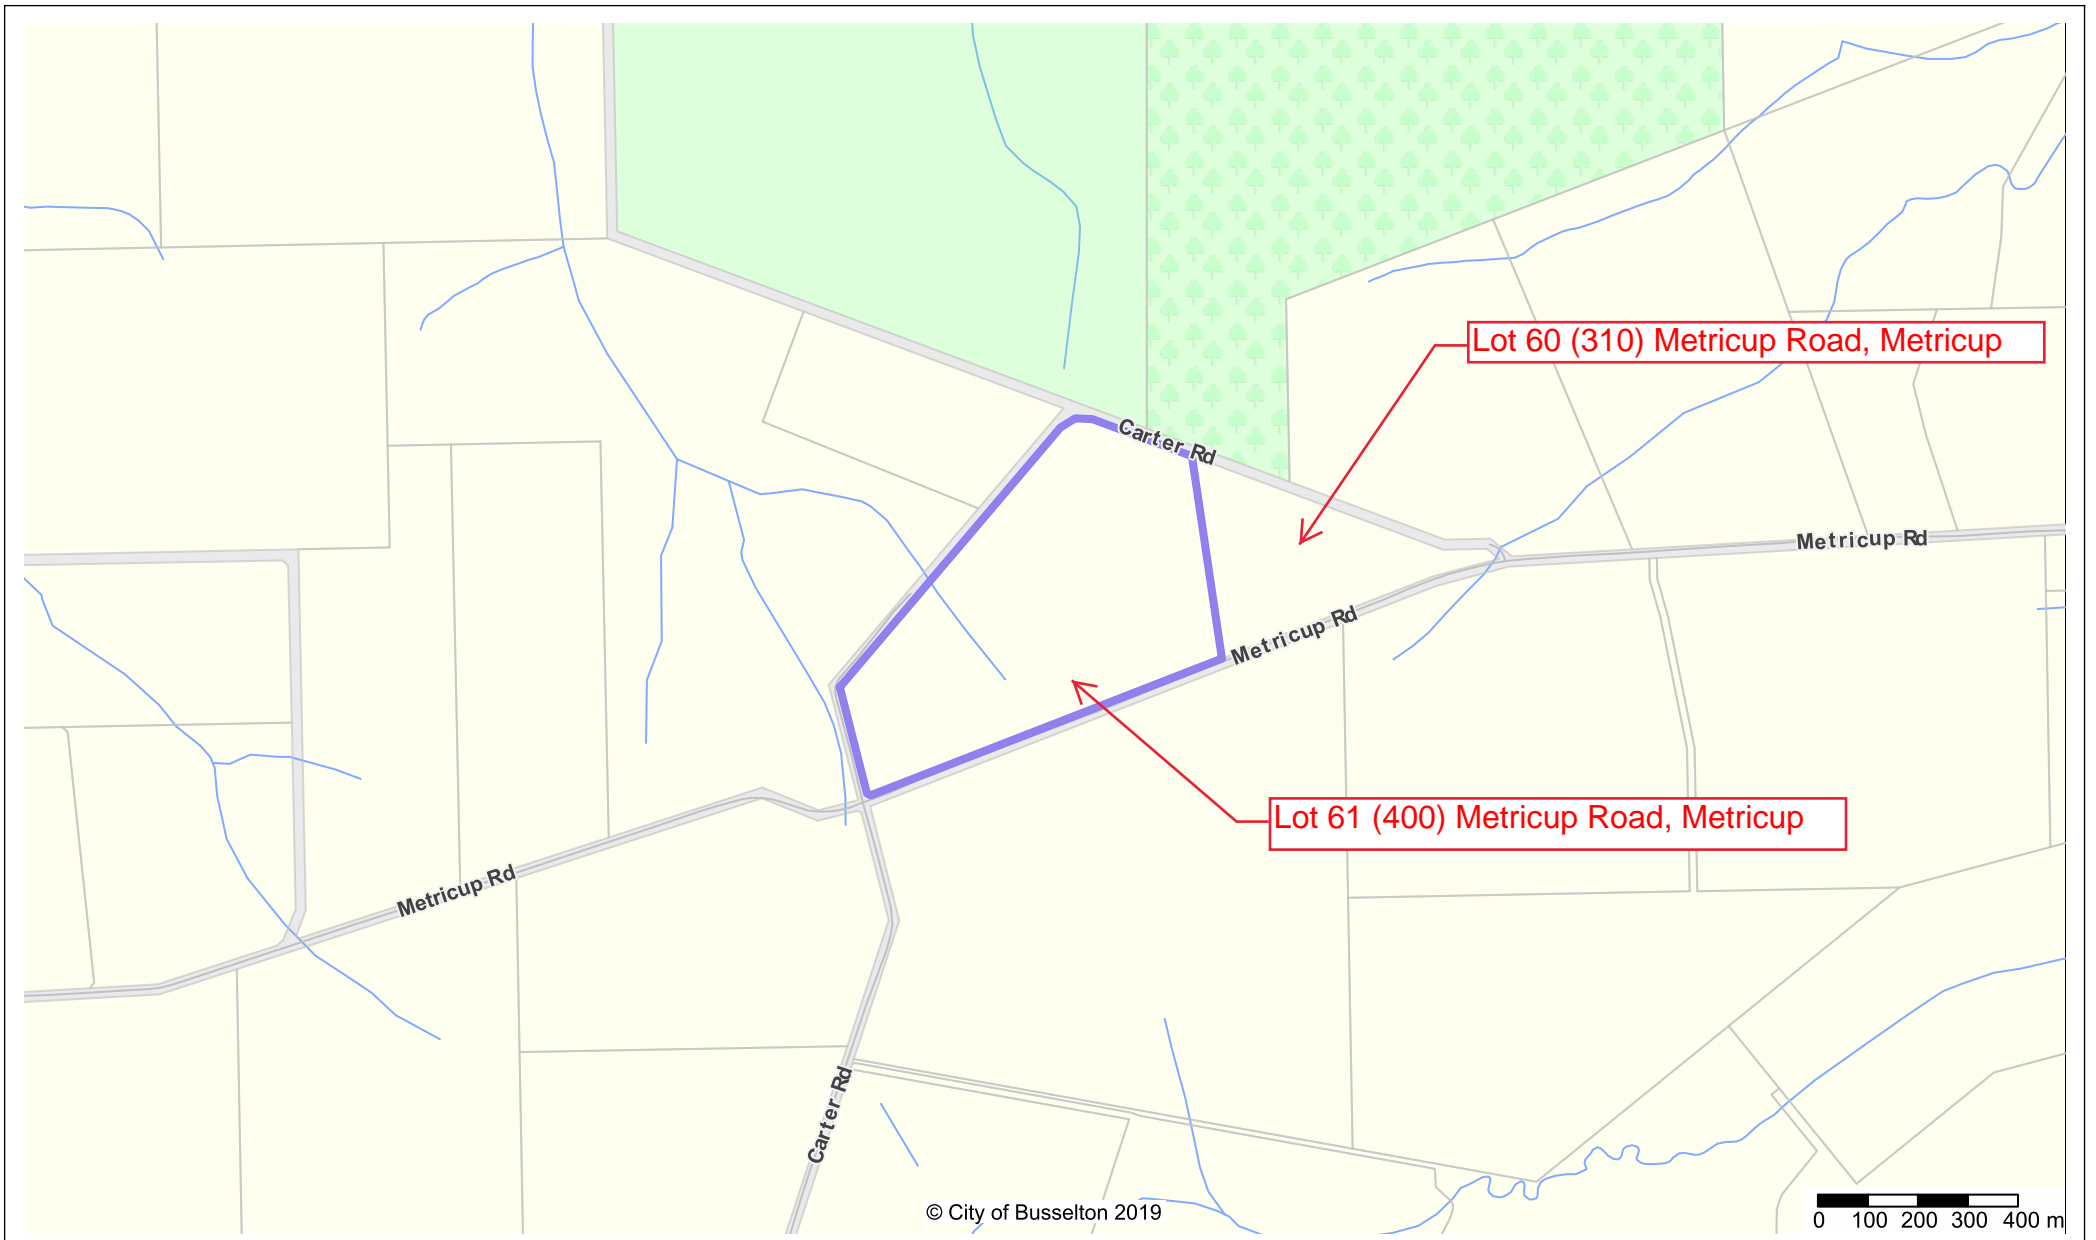 Lot 60 (310) Metricup Road, Metricup
Carter Rd
Metricup Rd
Metricup Rd
Lot 61 (400) Metricup Road, Metricup
Metricup Rd
Carter Rd
© City of Busselton 2019
0 100 200 300 400 m